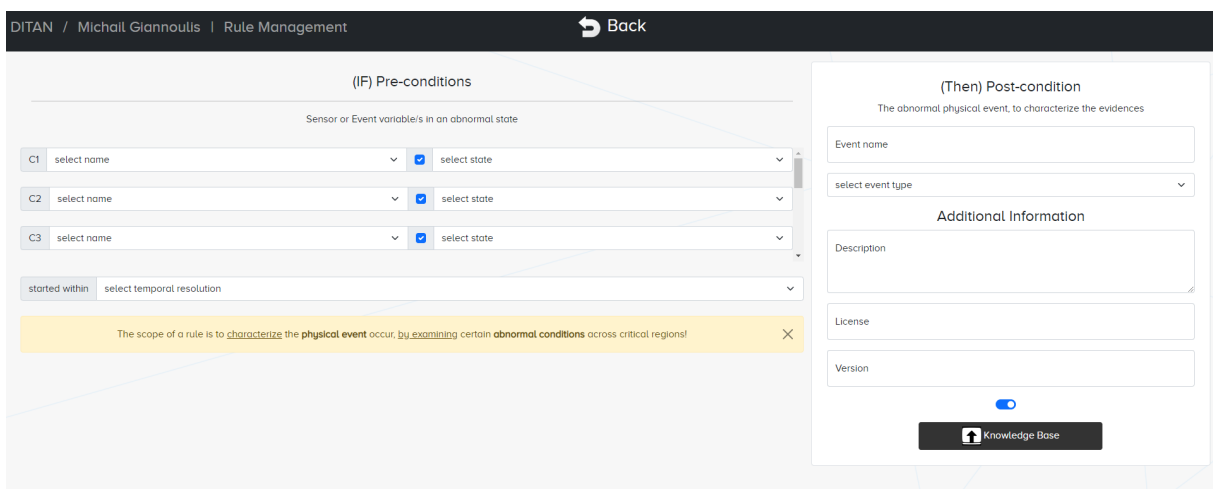 DITAN / Michail Giannoulis | Rule Management
Back
(IF) Pre-conditions
Sensor or Event variable/s in an abnormal state
C1 select name select state
C2 select name select state
C3 select name select state
started within select temporal resolution
The scope of a rule is to characterize the physical event occur, by examining certain abnormal conditions across critical regions!
(Then) Post-condition
The abnormal physical event, to characterize the evidences
Event name
select event type
Additional Information
Description
License
Version
Knowledge Base